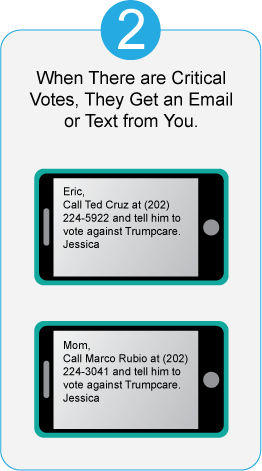 2
When There are Critical
Votes, They Get an Email
or Text from You.
Eric,
Call Ted Cruz at (202)
224-5922 and tell him to
vote against Trumpcare.
Jessica
Mom,
Call Marco Rubio at (202)
224-3041 and tell him to
vote against Trumpcare.
Jessica